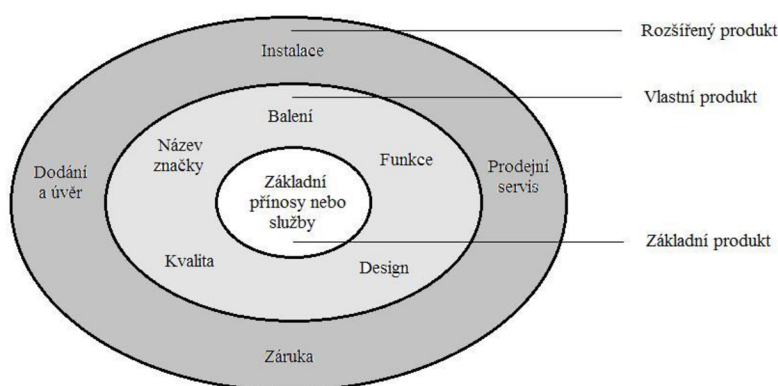 Rozšířený produkt
Instalace
Vlastní produkt
Balení
Název
značky
Funkce
Dodání
a úvěr
Prodejní
servis
Základní
přínosy nebo
služby
Základní produkt
Kvalita
Design
Záruka